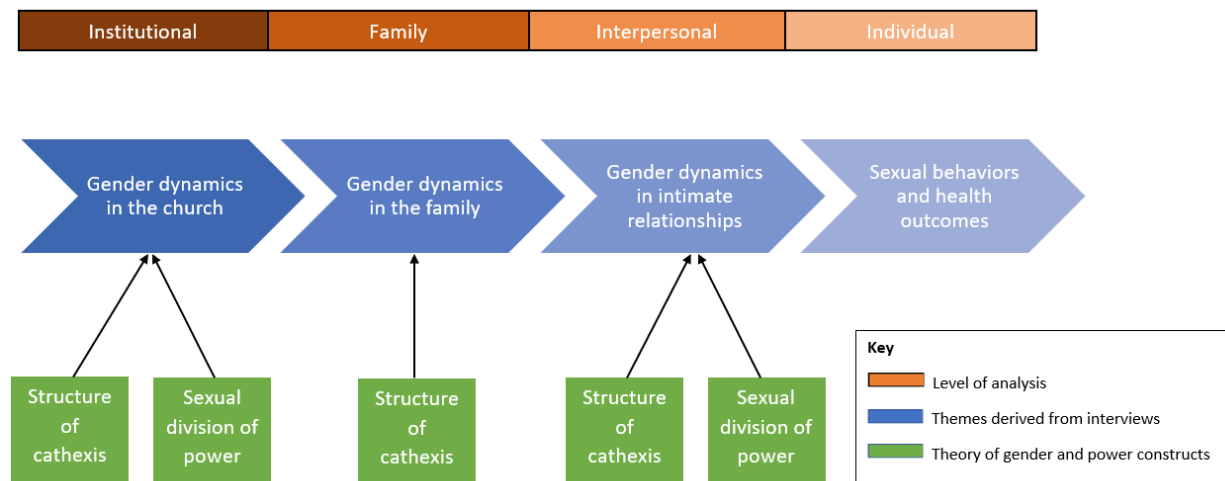 Institutional
Family
Interpersonal
Individual
Gender dynamics
in the church
Gender dynamics
in the family
Gender dynamics
in intimate
relationships
Sexual behaviors
and health
outcomes
Structure
of
cathexis
Sexual
division of
power
Structure
of
cathexis
Structure
of
cathexis
Sexual
division of
power
Key
Level of analysis
Themes derived from interviews
Theory of gender and power constructs